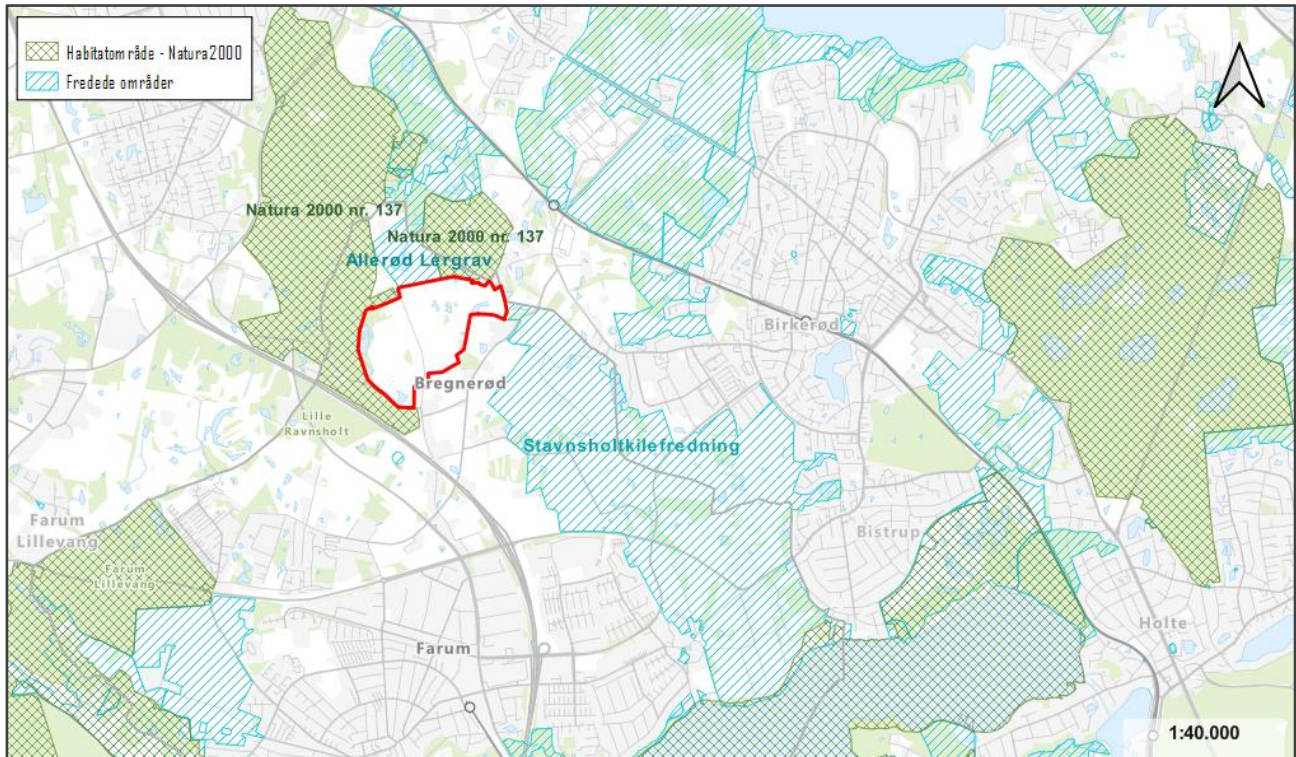 Habitatområde - Natura2000
Fredede områder
Natura 2000 nr. 137
Natura 2000 nr. 137
Allerød Lergrav
Birkerød
Bregnerød
Lille
Ravnsholt
Stavnsholtkilefredning
Farum
Lillevang
Bistrup
Farum
Lillevang
Holte
Farum
1:40.000